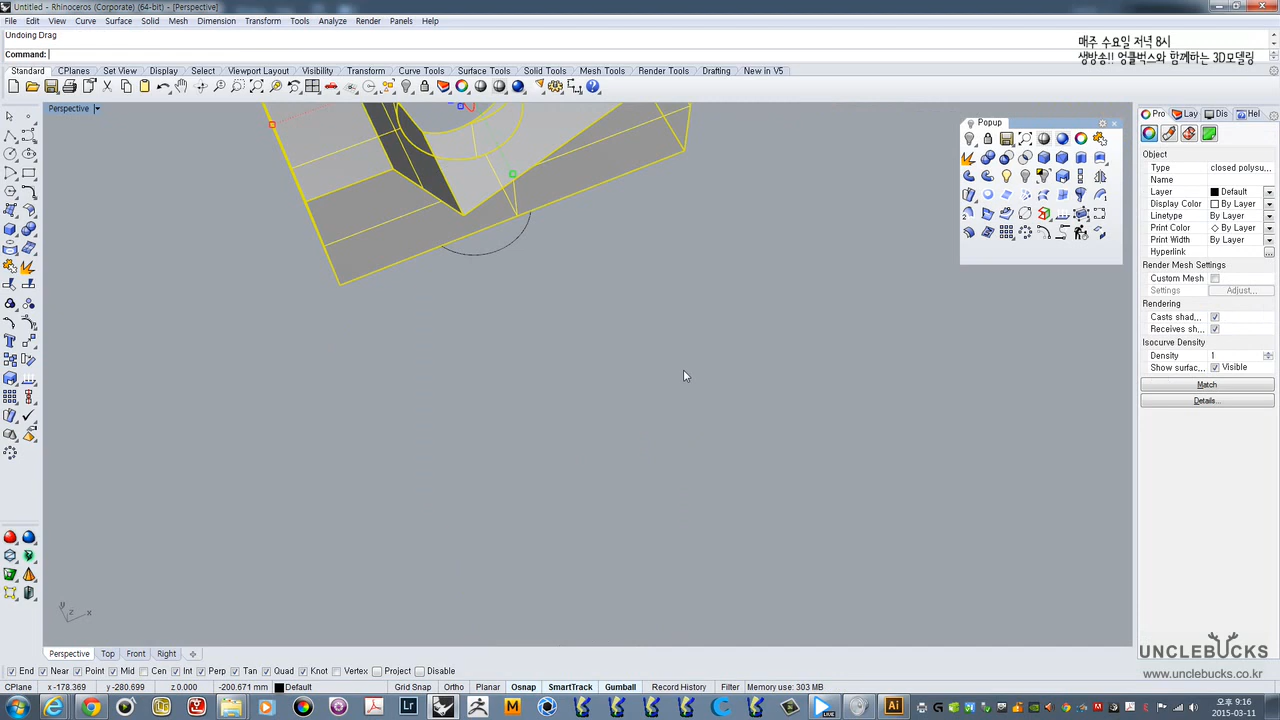 Untitled - Rhinoceros (Corporate) (64-bit) - [Perspective]
File Edit View Curve Surface Solid Mesh Dimension Transform Tools Analyze Render Panels Help
Undoing Drag
Command:
매주 수요일 저녁 8시
생방송!! 엉클벅스와 함께하는 3D모델링
Standard CPlanes Set View Display Select Viewport Layout Visibility Transform Curve Tools Surface Tools Solid Tools Mesh Tools Render Tools Drafting New in V5
Perspective
Popup
Pro Lay Dis Hel
Object
Type closed polysu...
Name
Layer Default
Display Color By Layer
Linetype By Layer
Print Color By Layer
Print Width By Layer
Hyperlink
Render Mesh Settings
Custom Mesh
Settings Adjust...
Rendering
Casts shad...
Receives sh...
Isocurve Density
Density 1
Show surfac... Visible
Match
Details...
y z x
Perspective Top Front Right
End Near Point Mid Cen Int Perp Tan Quad Knot Vertex Project Disable
UNCLEBUCKS
www.unclebucks.co.kr
CPlane x -178.369 y -280.699 z 0.000 -200.671 mm Default Grid Snap Ortho Planar Osnap SmartTrack Gumball Record History Filter Memory use: 303 MB
Lr M LIVE Ai
오후 9:16
2015-03-11